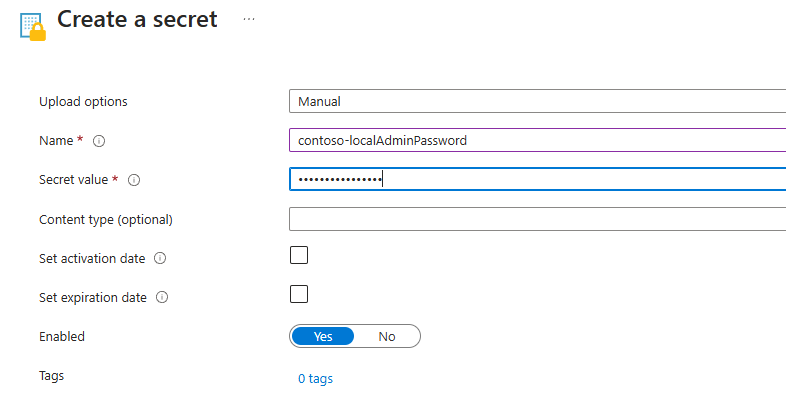 Create a secret ...
Upload options Manual
Name * contoso-localAdminPassword
Secret value * ••••••••••••••••
Content type (optional)
Set activation date
Set expiration date
Enabled Yes No
Tags 0 tags